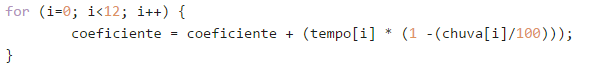 for (i=0; i<12; i++) {
        coeficiente = coeficiente + (tempo[i] * (1 -(chuva[i]/100)));
}